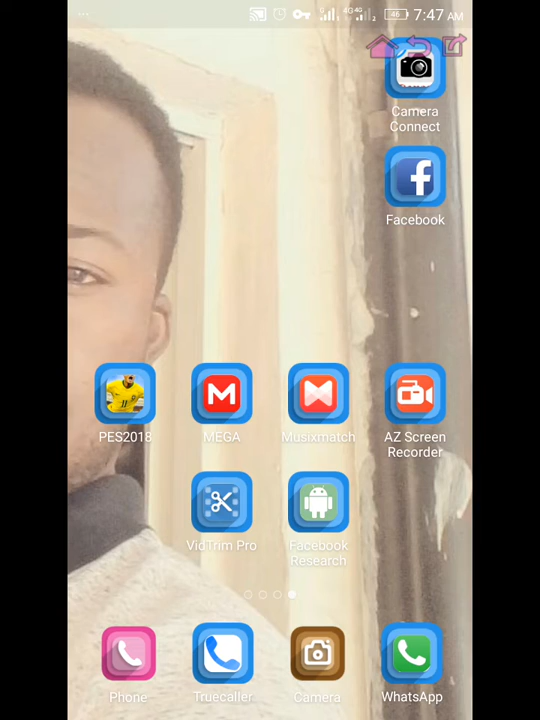 46 7:47 AM
Camera
Connect
Facebook
PES2018
MEGA
Musixmatch
AZ Screen
Recorder
VidTrim Pro
Facebook
Research
Phone
Truecaller
Camera
WhatsApp